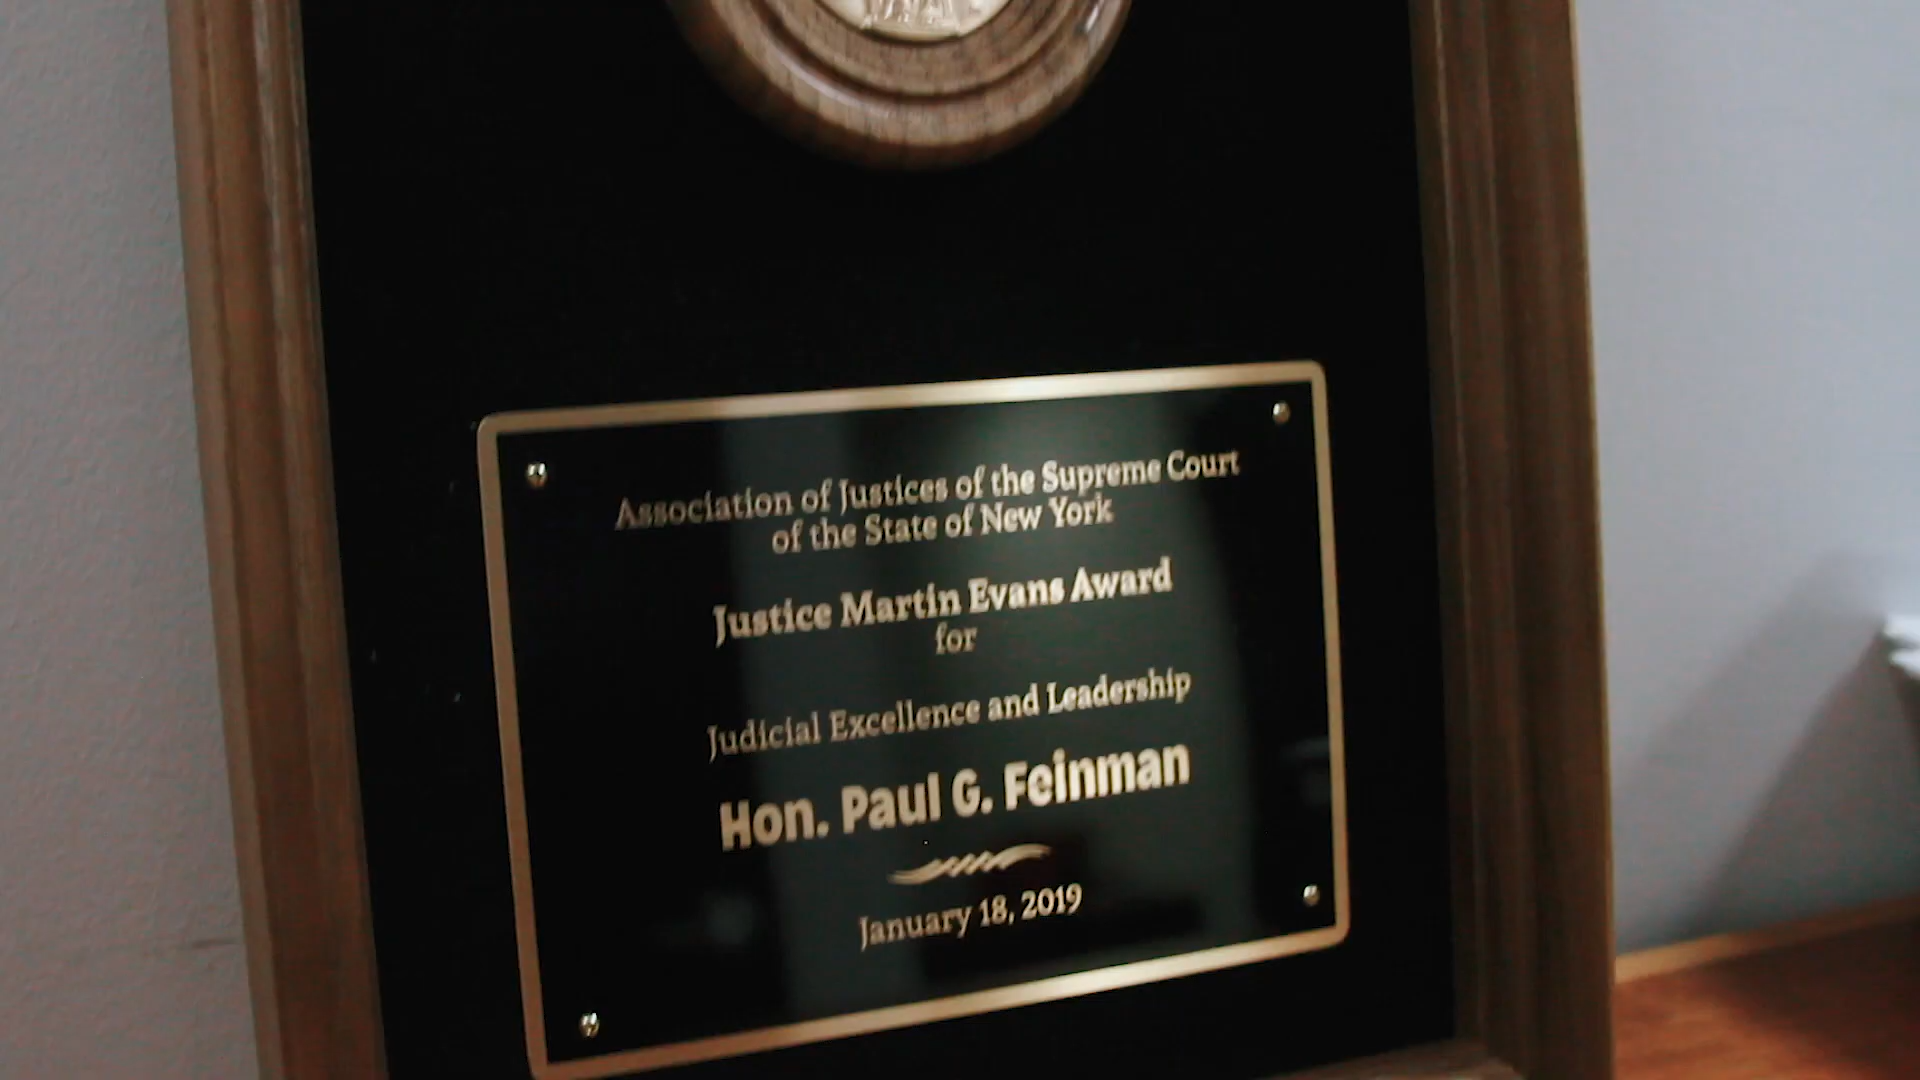 Association of Justices of the Supreme Court
of the State of New York
Justice Martin Evans Award
for
Judicial Excellence and Leadership
Hon. Paul G. Feinman
January 18, 2019